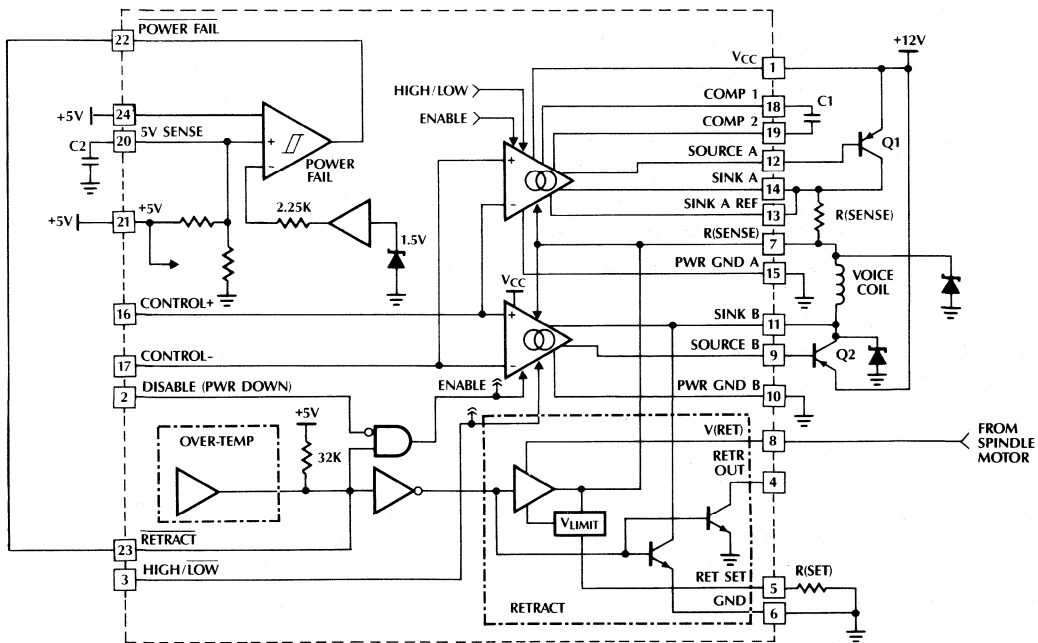 22
POWER FAIL
24
+5V
20
5V SENSE
C2
POWER
FAIL
21
+5V
+5V
2.25K
1.5V
16
CONTROL+
17
CONTROL-
2
DISABLE (PWR DOWN)
OVER-TEMP
+5V
32K
23
RETRACT
3
HIGH/LOW
HIGH/LOW
ENABLE
+
-
VCC
+
-
ENABLE
VLIMIT
RETRACT
VCC
1
+12V
COMP 1
18
C1
COMP 2
19
SOURCE A
12
Q1
SINK A
14
SINK A REF
13
R(SENSE)
R(SENSE)
7
PWR GND A
15
VOICE
COIL
SINK B
11
SOURCE B
9
Q2
PWR GND B
10
V(RET)
8
FROM
SPINDLE
MOTOR
RETR
OUT
4
RET SET
5
R(SET)
GND
6